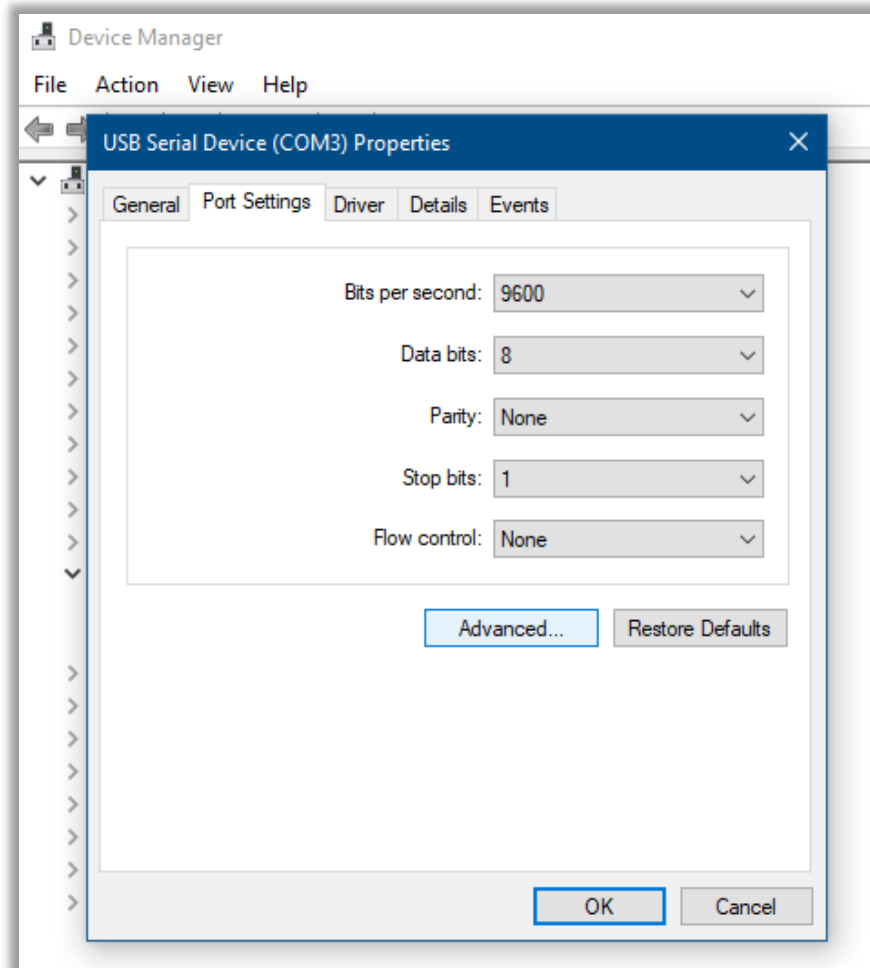 Device Manager
File Action View Help
USB Serial Device (COM3) Properties
General Port Settings Driver Details Events
Bits per second: 9600
Data bits: 8
Parity: None
Stop bits: 1
Flow control: None
Advanced... Restore Defaults
OK Cancel